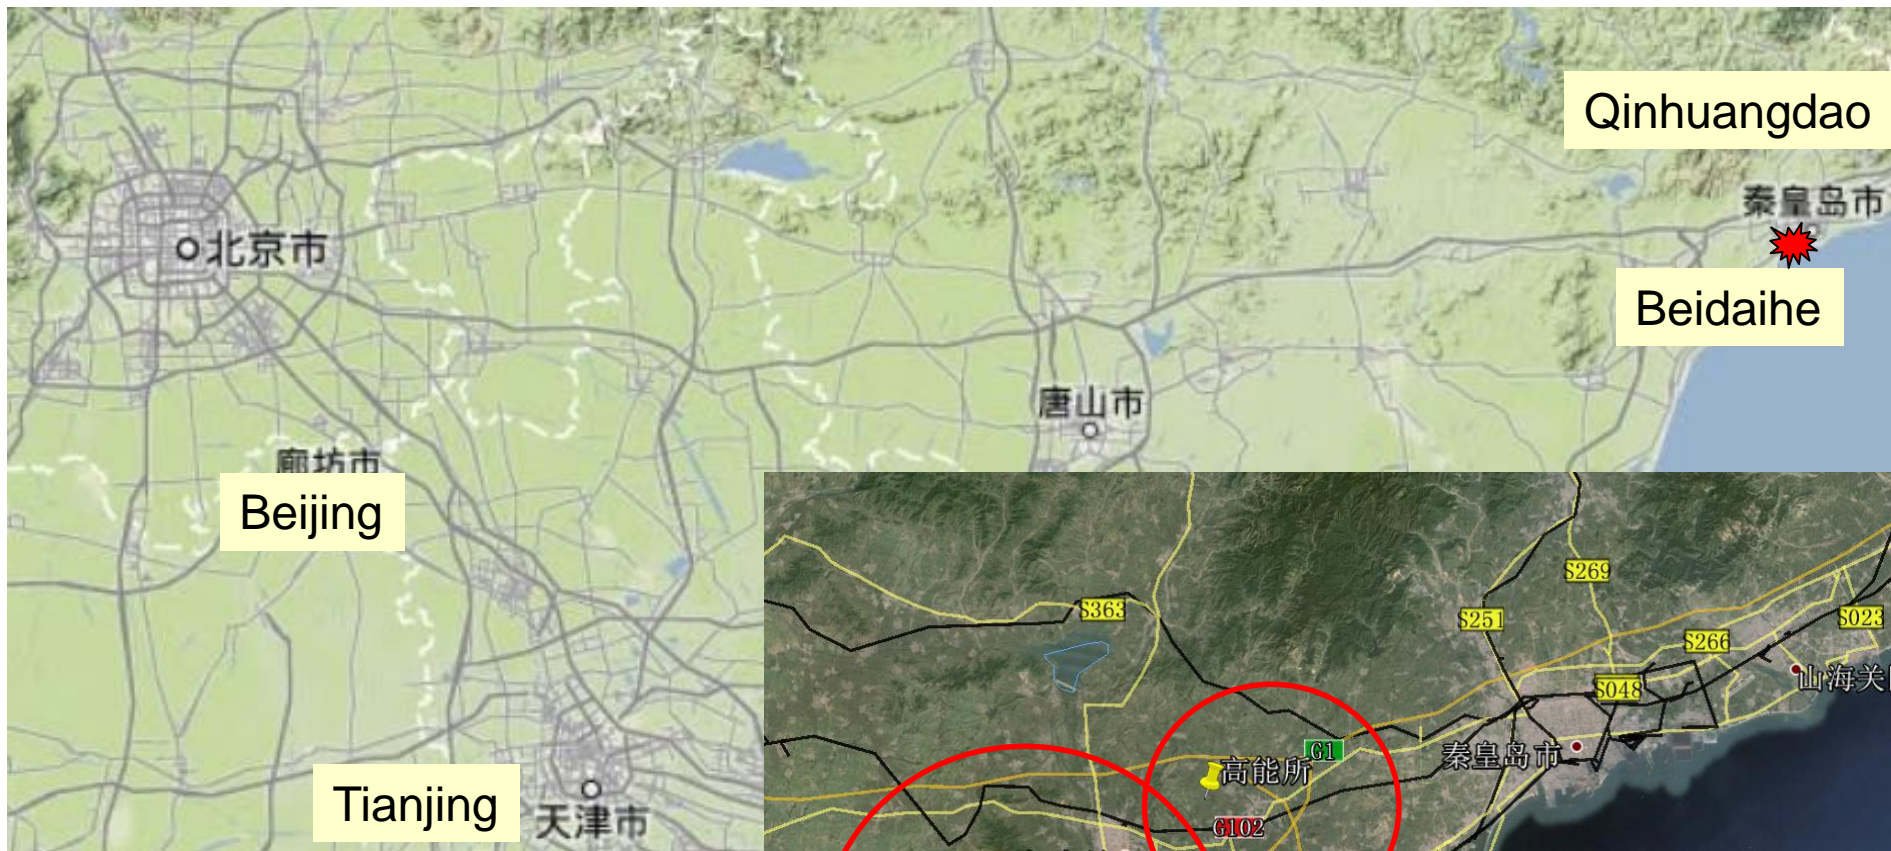 Qinhuangdao
秦皇岛市
北京市
Beidaihe
唐山市
廊坊市
Beijing
S269
S363
S251
S023
S266
山海关
S048
G1
秦皇岛市
高能所
Tianjing
天津市
G102